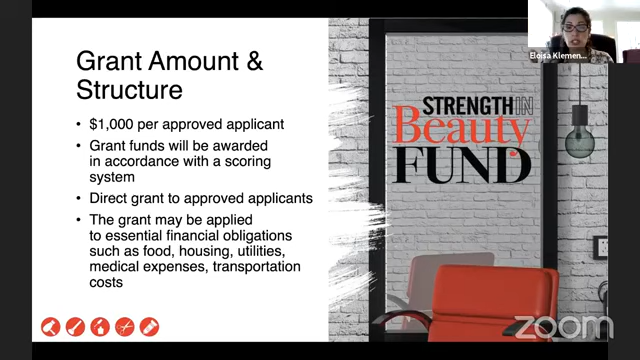 Grant Amount &
Structure
• $1,000 per approved applicant
• Grant funds will be awarded
in accordance with a scoring
system
• Direct grant to approved applicants
• The grant may be applied
to essential financial obligations
such as food, housing, utilities,
medical expenses, transportation
costs
STRENGTHIN
Beauty
FUND
Eloisa Klemen...
zoom